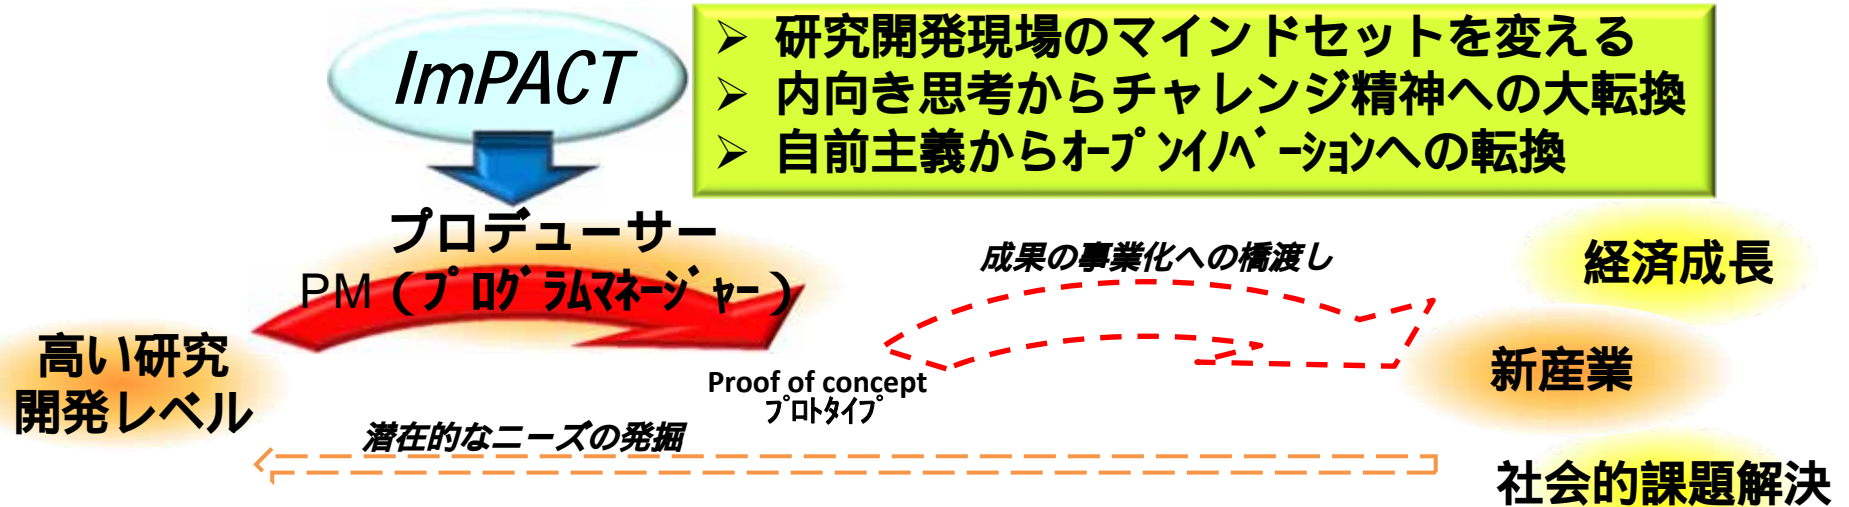 ImPACT
➢ 研究開発現場のマインドセットを変える
➢ 内向き思考からチャレンジ精神への大転換
➢ 自前主義からｵｰﾌﾟﾝｲﾉﾍﾞｰｼｮﾝへの転換
プロデューサー
PM（ﾌﾟﾛｸﾞﾗﾑﾏﾈｰｼﾞｬｰ）
成果の事業化への橋渡し
経済成長
高い研究
開発レベル
新産業
Proof of concept
ﾌﾟﾛﾄﾀｲﾌﾟ
潜在的なニーズの発掘
社会的課題解決